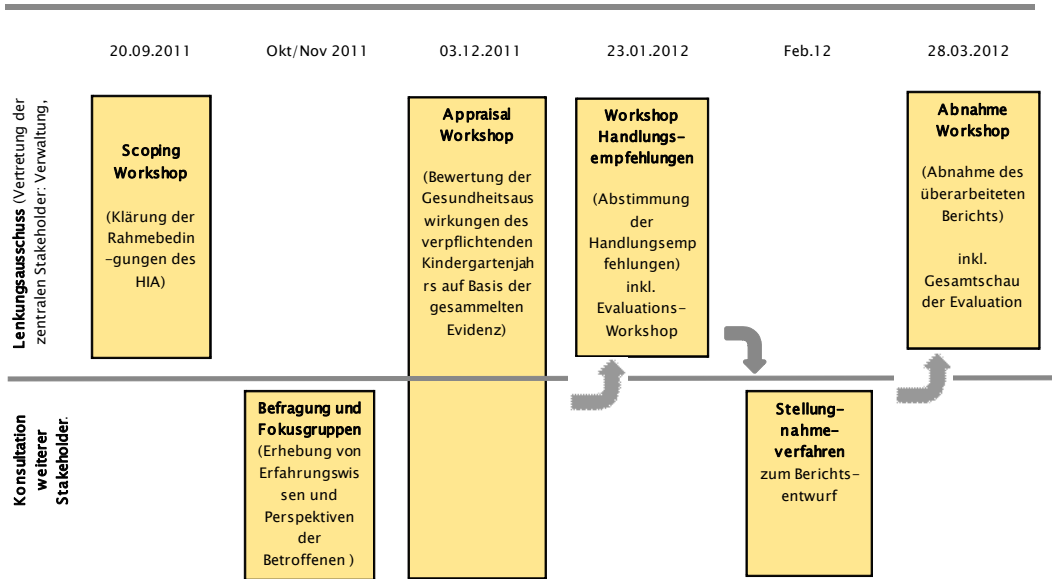 20.09.2011
Okt/Nov 2011
03.12.2011
23.01.2012
Feb.12
28.03.2012
Lenkungsausschuss (Vertretung der
zentralen Stakeholder: Verwaltung,
Scoping
Workshop
(Klärung der
Rahmebedin
-gungen des
HIA)
Appraisal
Workshop
(Bewertung der
Gesundheitsaus
wirkungen des
verpflichtenden
Kindergartenjah
rs auf Basis der
gesammelten
Evidenz)
Workshop
Handlungs-
empfehlungen
(Abstimmung
der
Handlungsemp
fehlungen)
inkl.
Evaluations-
Workshop
Abnahme
Workshop
(Abnahme des
überarbeiteten
Berichts)
inkl.
Gesamtschau
der Evaluation
Konsultation
weiterer
Stakeholder.
Befragung und
Fokusgruppen
(Erhebung von
Erfahrungswis
sen und
Perspektiven
der
Betroffenen )
Stellung-
nahme-
verfahren
zum Berichts-
entwurf